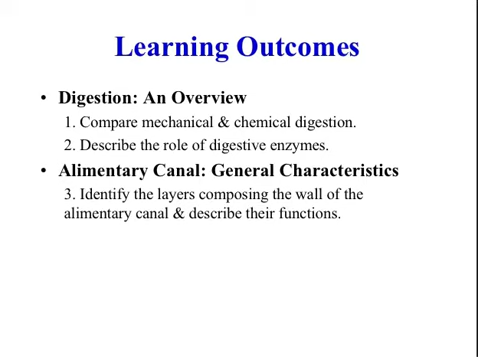 Learning Outcomes
• Digestion: An Overview
1. Compare mechanical & chemical digestion.
2. Describe the role of digestive enzymes.
• Alimentary Canal: General Characteristics
3. Identify the layers composing the wall of the
alimentary canal & describe their functions.